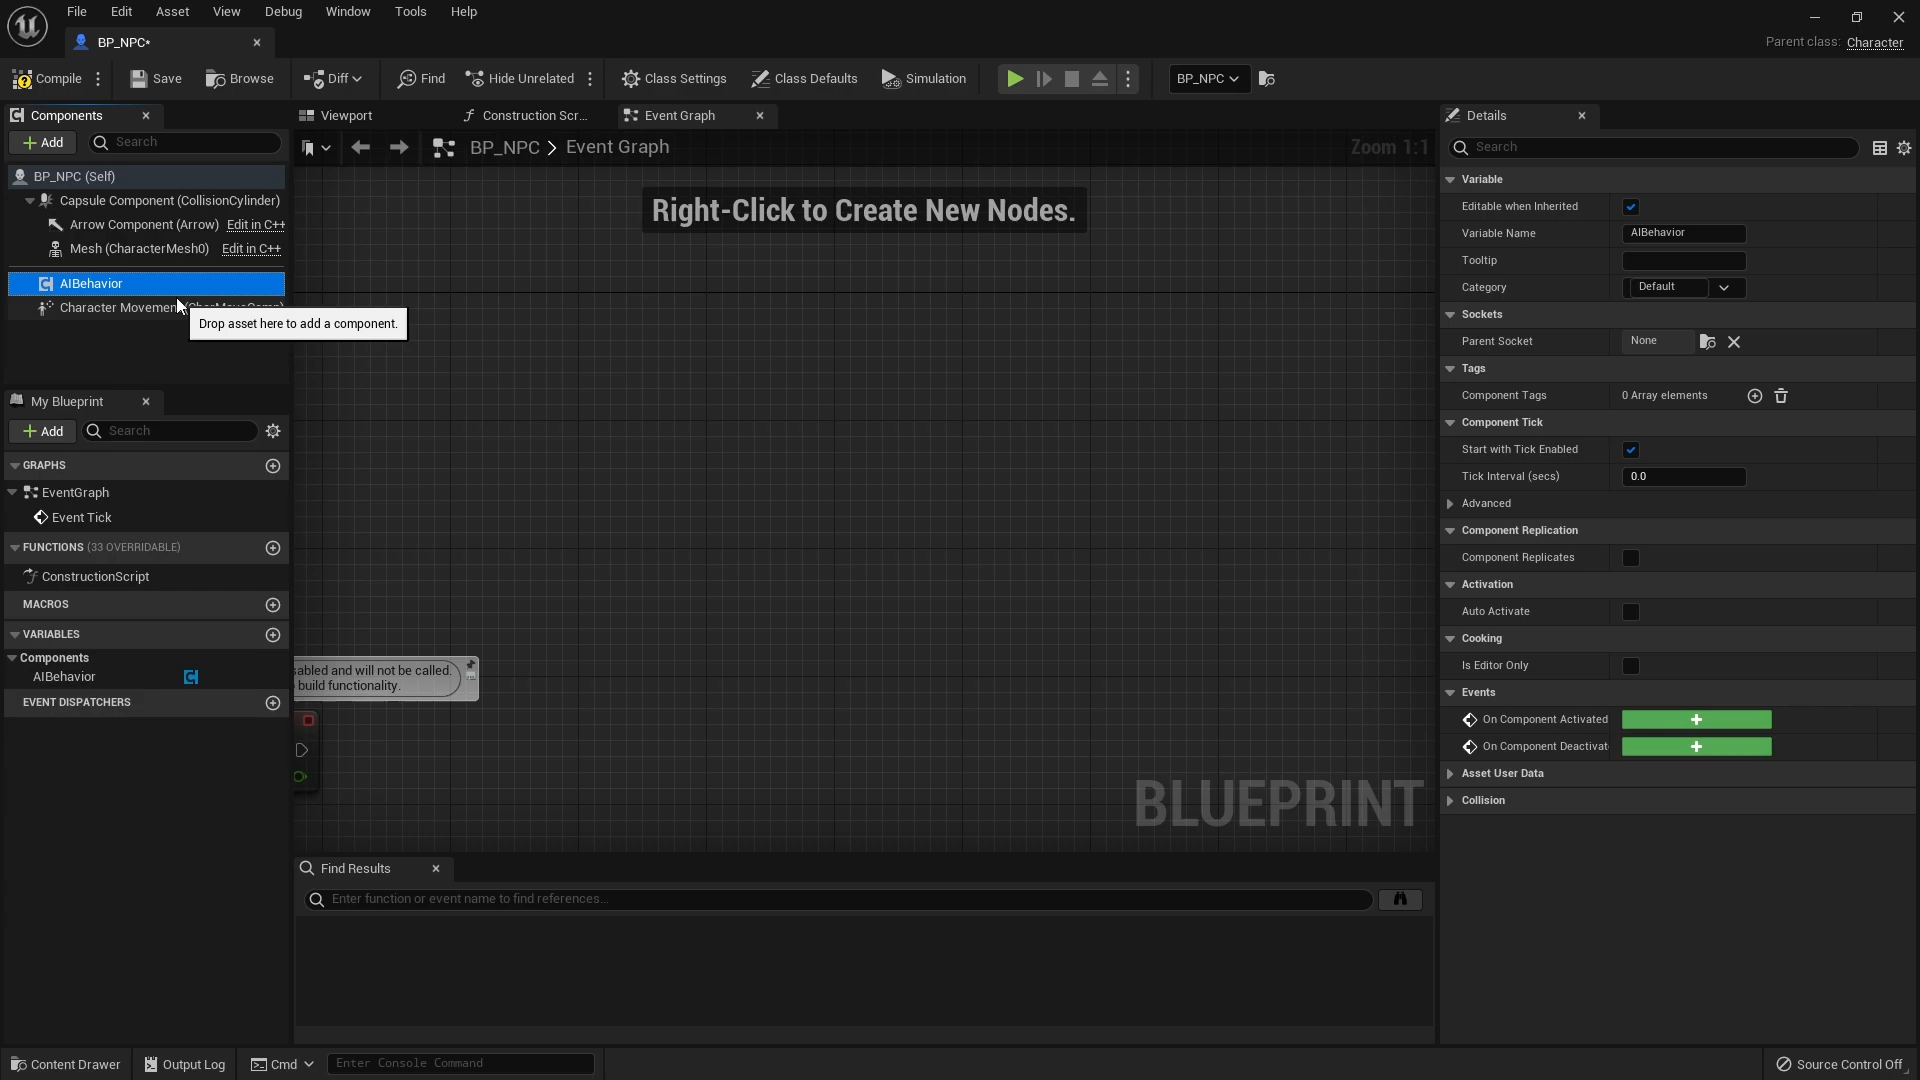 File Edit Asset View Debug Window Tools Help
BP_NPC*
Parent class: Character
Compile Save Browse Diff Find Hide Unrelated Class Settings Class Defaults Simulation BP_NPC
Components
Add Search
BP_NPC (Self)
Capsule Component (CollisionCylinder)
Arrow Component (Arrow) Edit in C++
Mesh (CharacterMesh0) Edit in C++
AIBehavior
Character Movement (CharMoveComp)
Drop asset here to add a component.
My Blueprint
Add Search
GRAPHS
EventGraph
Event Tick
FUNCTIONS (33 OVERRIDABLE)
ConstructionScript
MACROS
VARIABLES
Components
AIBehavior
EVENT DISPATCHERS
Viewport Construction Scr... Event Graph
BP_NPC > Event Graph Zoom 1:1
Right-Click to Create New Nodes.
sabled and will not be called.
build functionality.
BLUEPRINT
Find Results
Enter function or event name to find references...
Details
Search
Variable
Editable when Inherited
Variable Name AIBehavior
Tooltip
Category Default
Sockets
Parent Socket None
Tags
Component Tags 0 Array elements
Component Tick
Start with Tick Enabled
Tick Interval (secs) 0.0
Advanced
Component Replication
Component Replicates
Activation
Auto Activate
Cooking
Is Editor Only
Events
On Component Activated
On Component Deactivat
Asset User Data
Collision
Content Drawer Output Log Cmd Enter Console Command Source Control Off